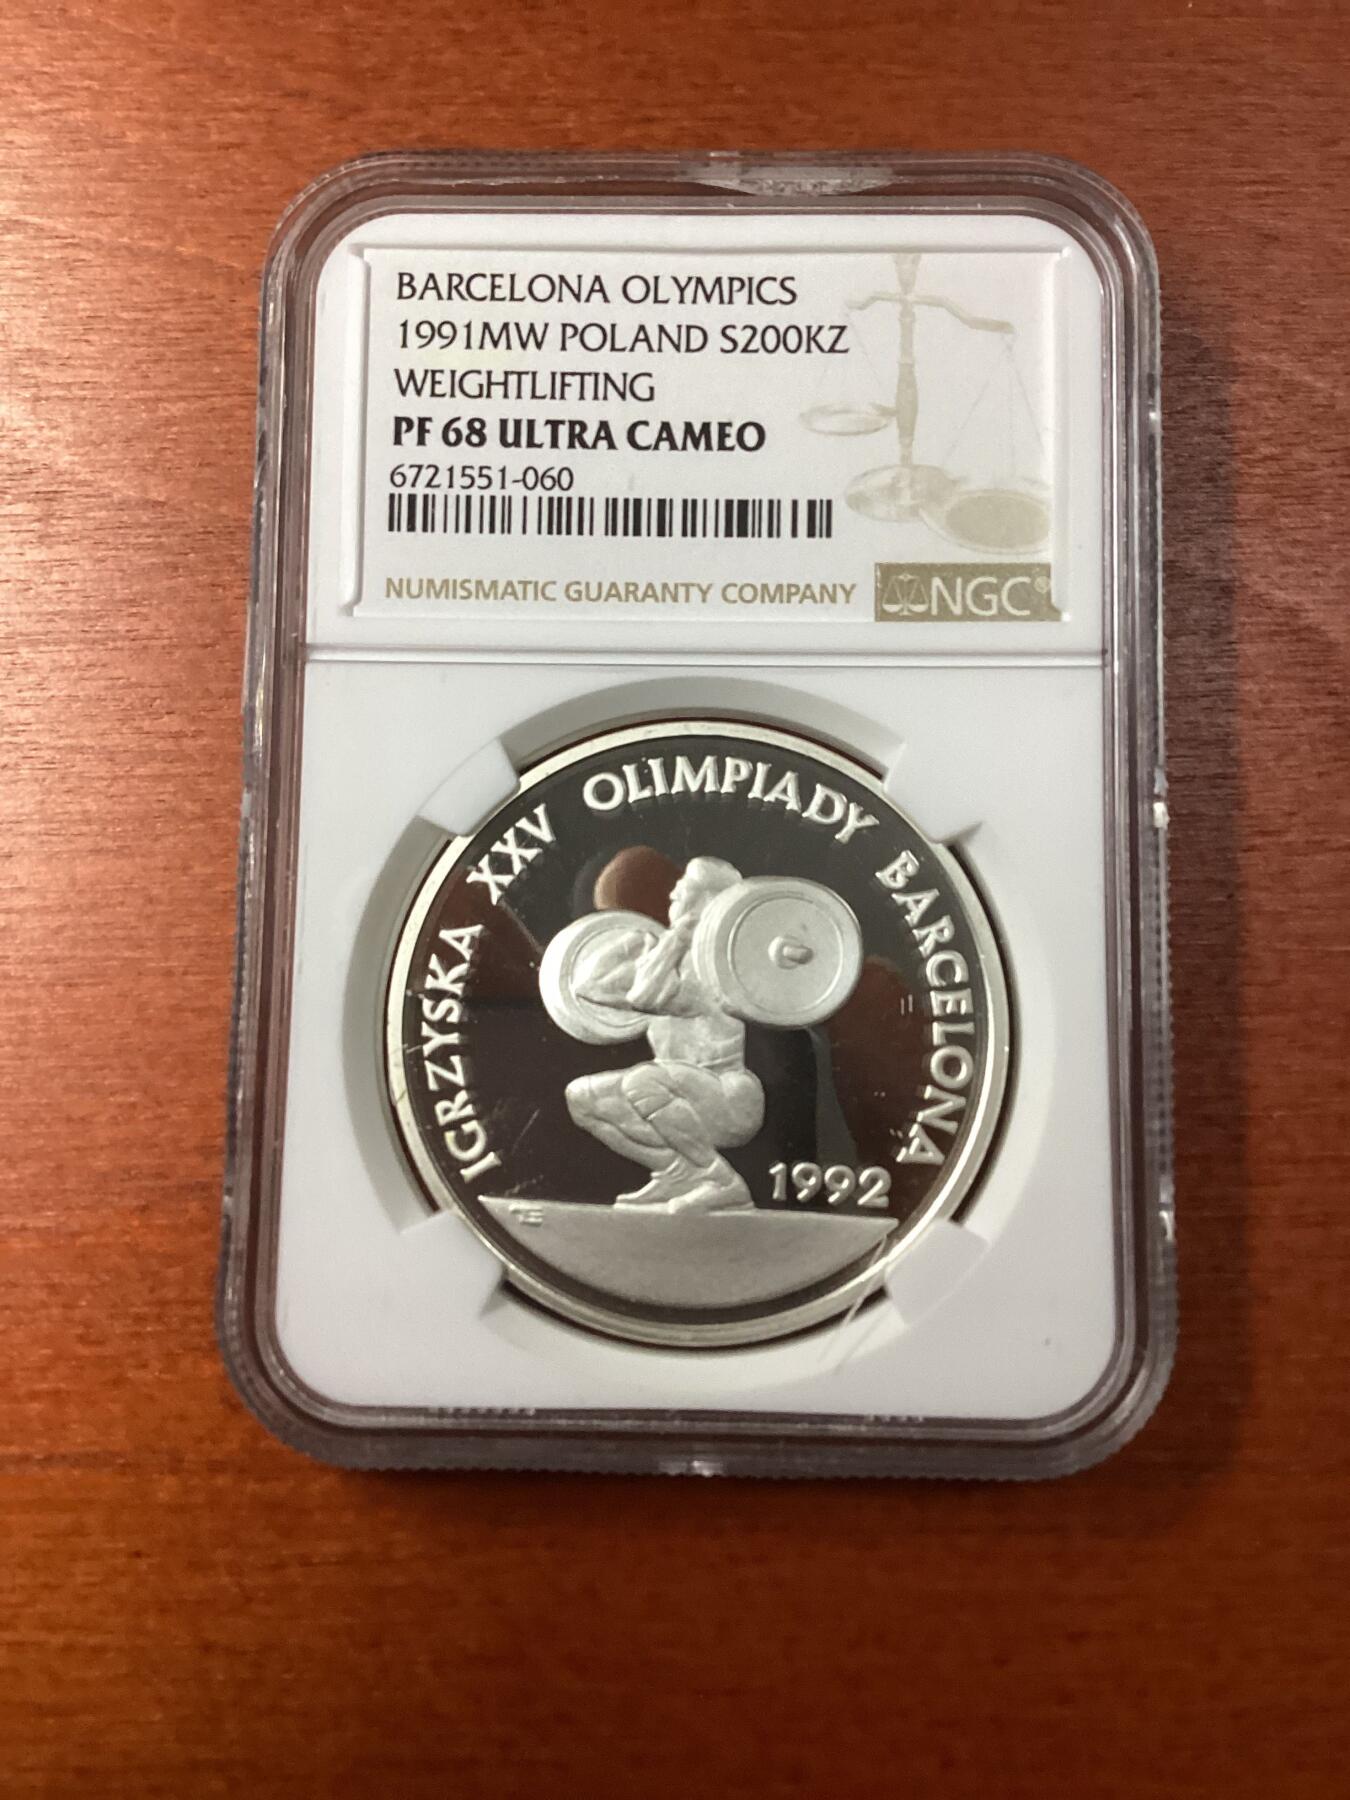 BARCELONA OLYMPICS
1991MW POLAND S200KZ
WEIGHTLIFTING
PF 68 ULTRA CAMEO
6721551-060
NUMISMATIC GUARANTY COMPANY
NGC®
IGRZYSKA XXV OLIMPIADY BARCELONA
1992